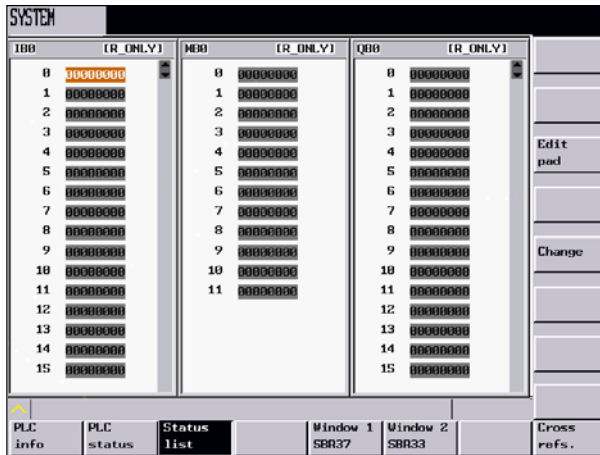 SYSTEM
IB0 [R_ONLY] MB0 [R_ONLY] QB0 [R_ONLY]
0 00000000 0 00000000 0 00000000
1 00000000 1 00000000 1 00000000
2 00000000 2 00000000 2 00000000
3 00000000 3 00000000 3 00000000
4 00000000 4 00000000 4 00000000
5 00000000 5 00000000 5 00000000
6 00000000 6 00000000 6 00000000
7 00000000 7 00000000 7 00000000
8 00000000 8 00000000 8 00000000
9 00000000 9 00000000 9 00000000
10 00000000 10 00000000 10 00000000
11 00000000 11 00000000 11 00000000
12 00000000 12 00000000
13 00000000 13 00000000
14 00000000 14 00000000
15 00000000 15 00000000
Edit
pad
Change
PLC info
PLC status
Status list
Window 1 SBR37
Window 2 SBR33
Cross refs.